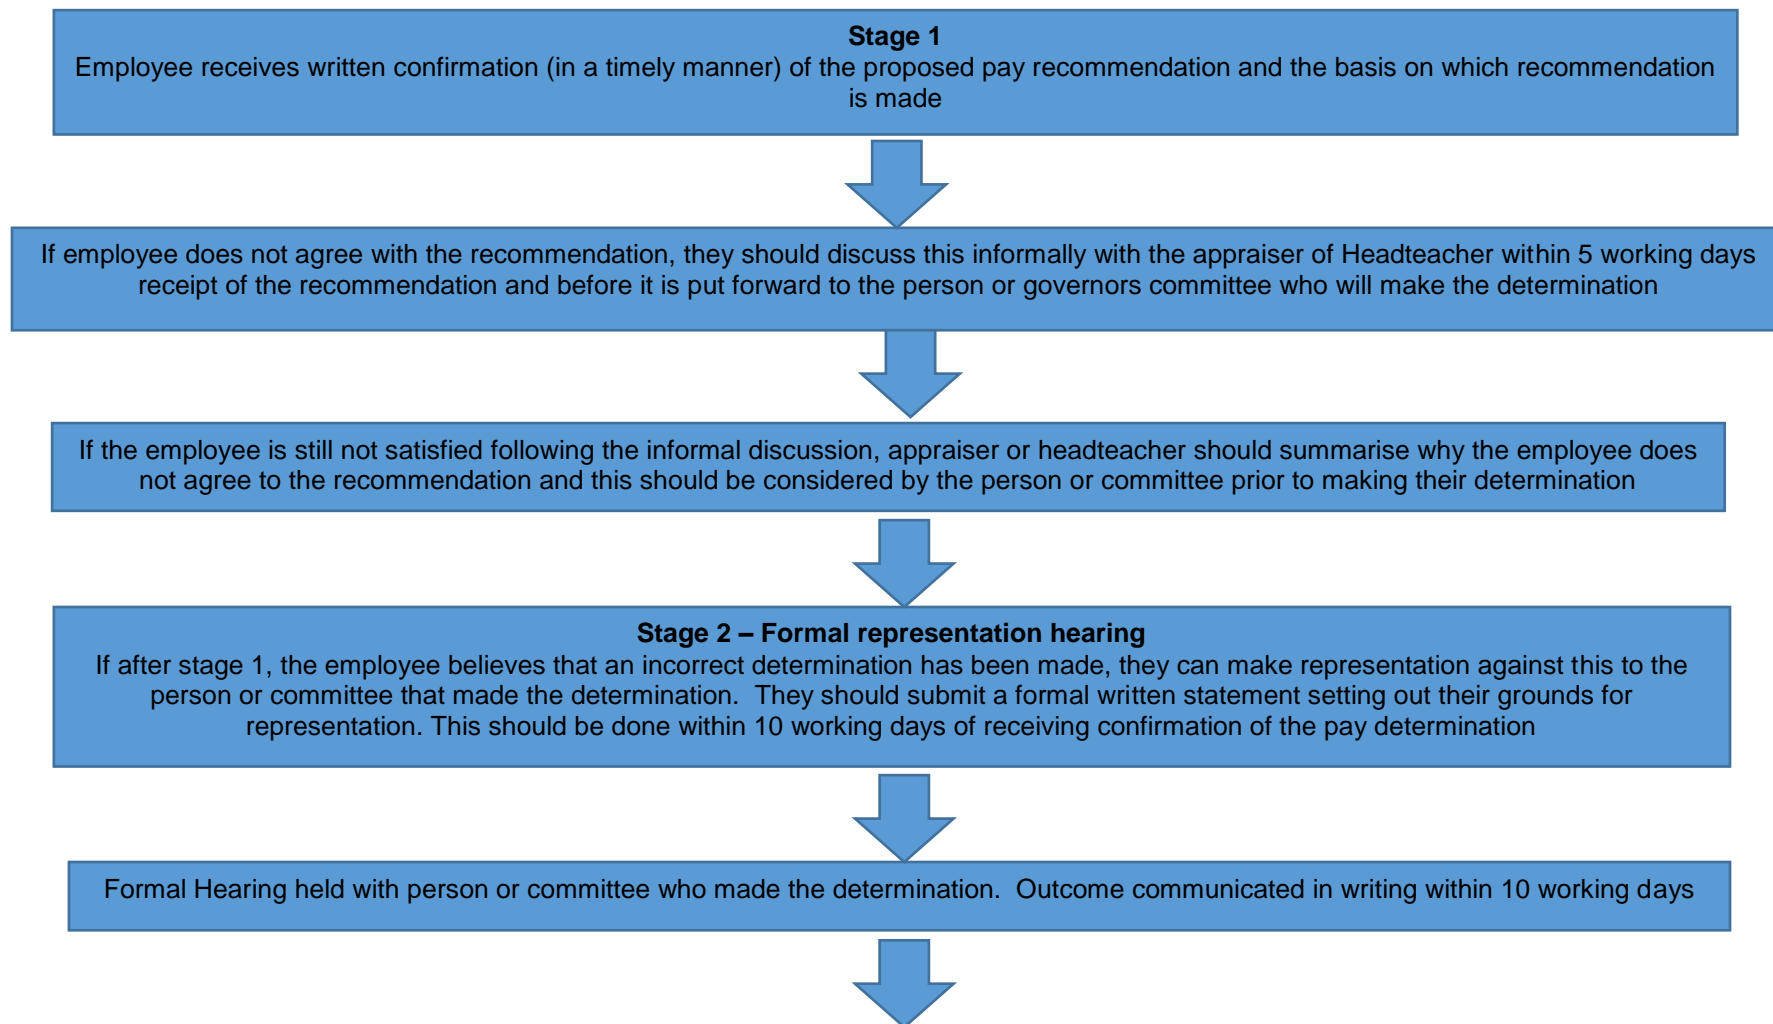 Stage 1
Employee receives written confirmation (in a timely manner) of the proposed pay recommendation and the basis on which recommendation
is made
If employee does not agree with the recommendation, they should discuss this informally with the appraiser of Headteacher within 5 working days
receipt of the recommendation and before it is put forward to the person or governors committee who will make the determination
If the employee is still not satisfied following the informal discussion, appraiser or headteacher should summarise why the employee does
not agree to the recommendation and this should be considered by the person or committee prior to making their determination
Stage 2 – Formal representation hearing
If after stage 1, the employee believes that an incorrect determination has been made, they can make representation against this to the
person or committee that made the determination.  They should submit a formal written statement setting out their grounds for
representation. This should be done within 10 working days of receiving confirmation of the pay determination
Formal Hearing held with person or committee who made the determination.  Outcome communicated in writing within 10 working days